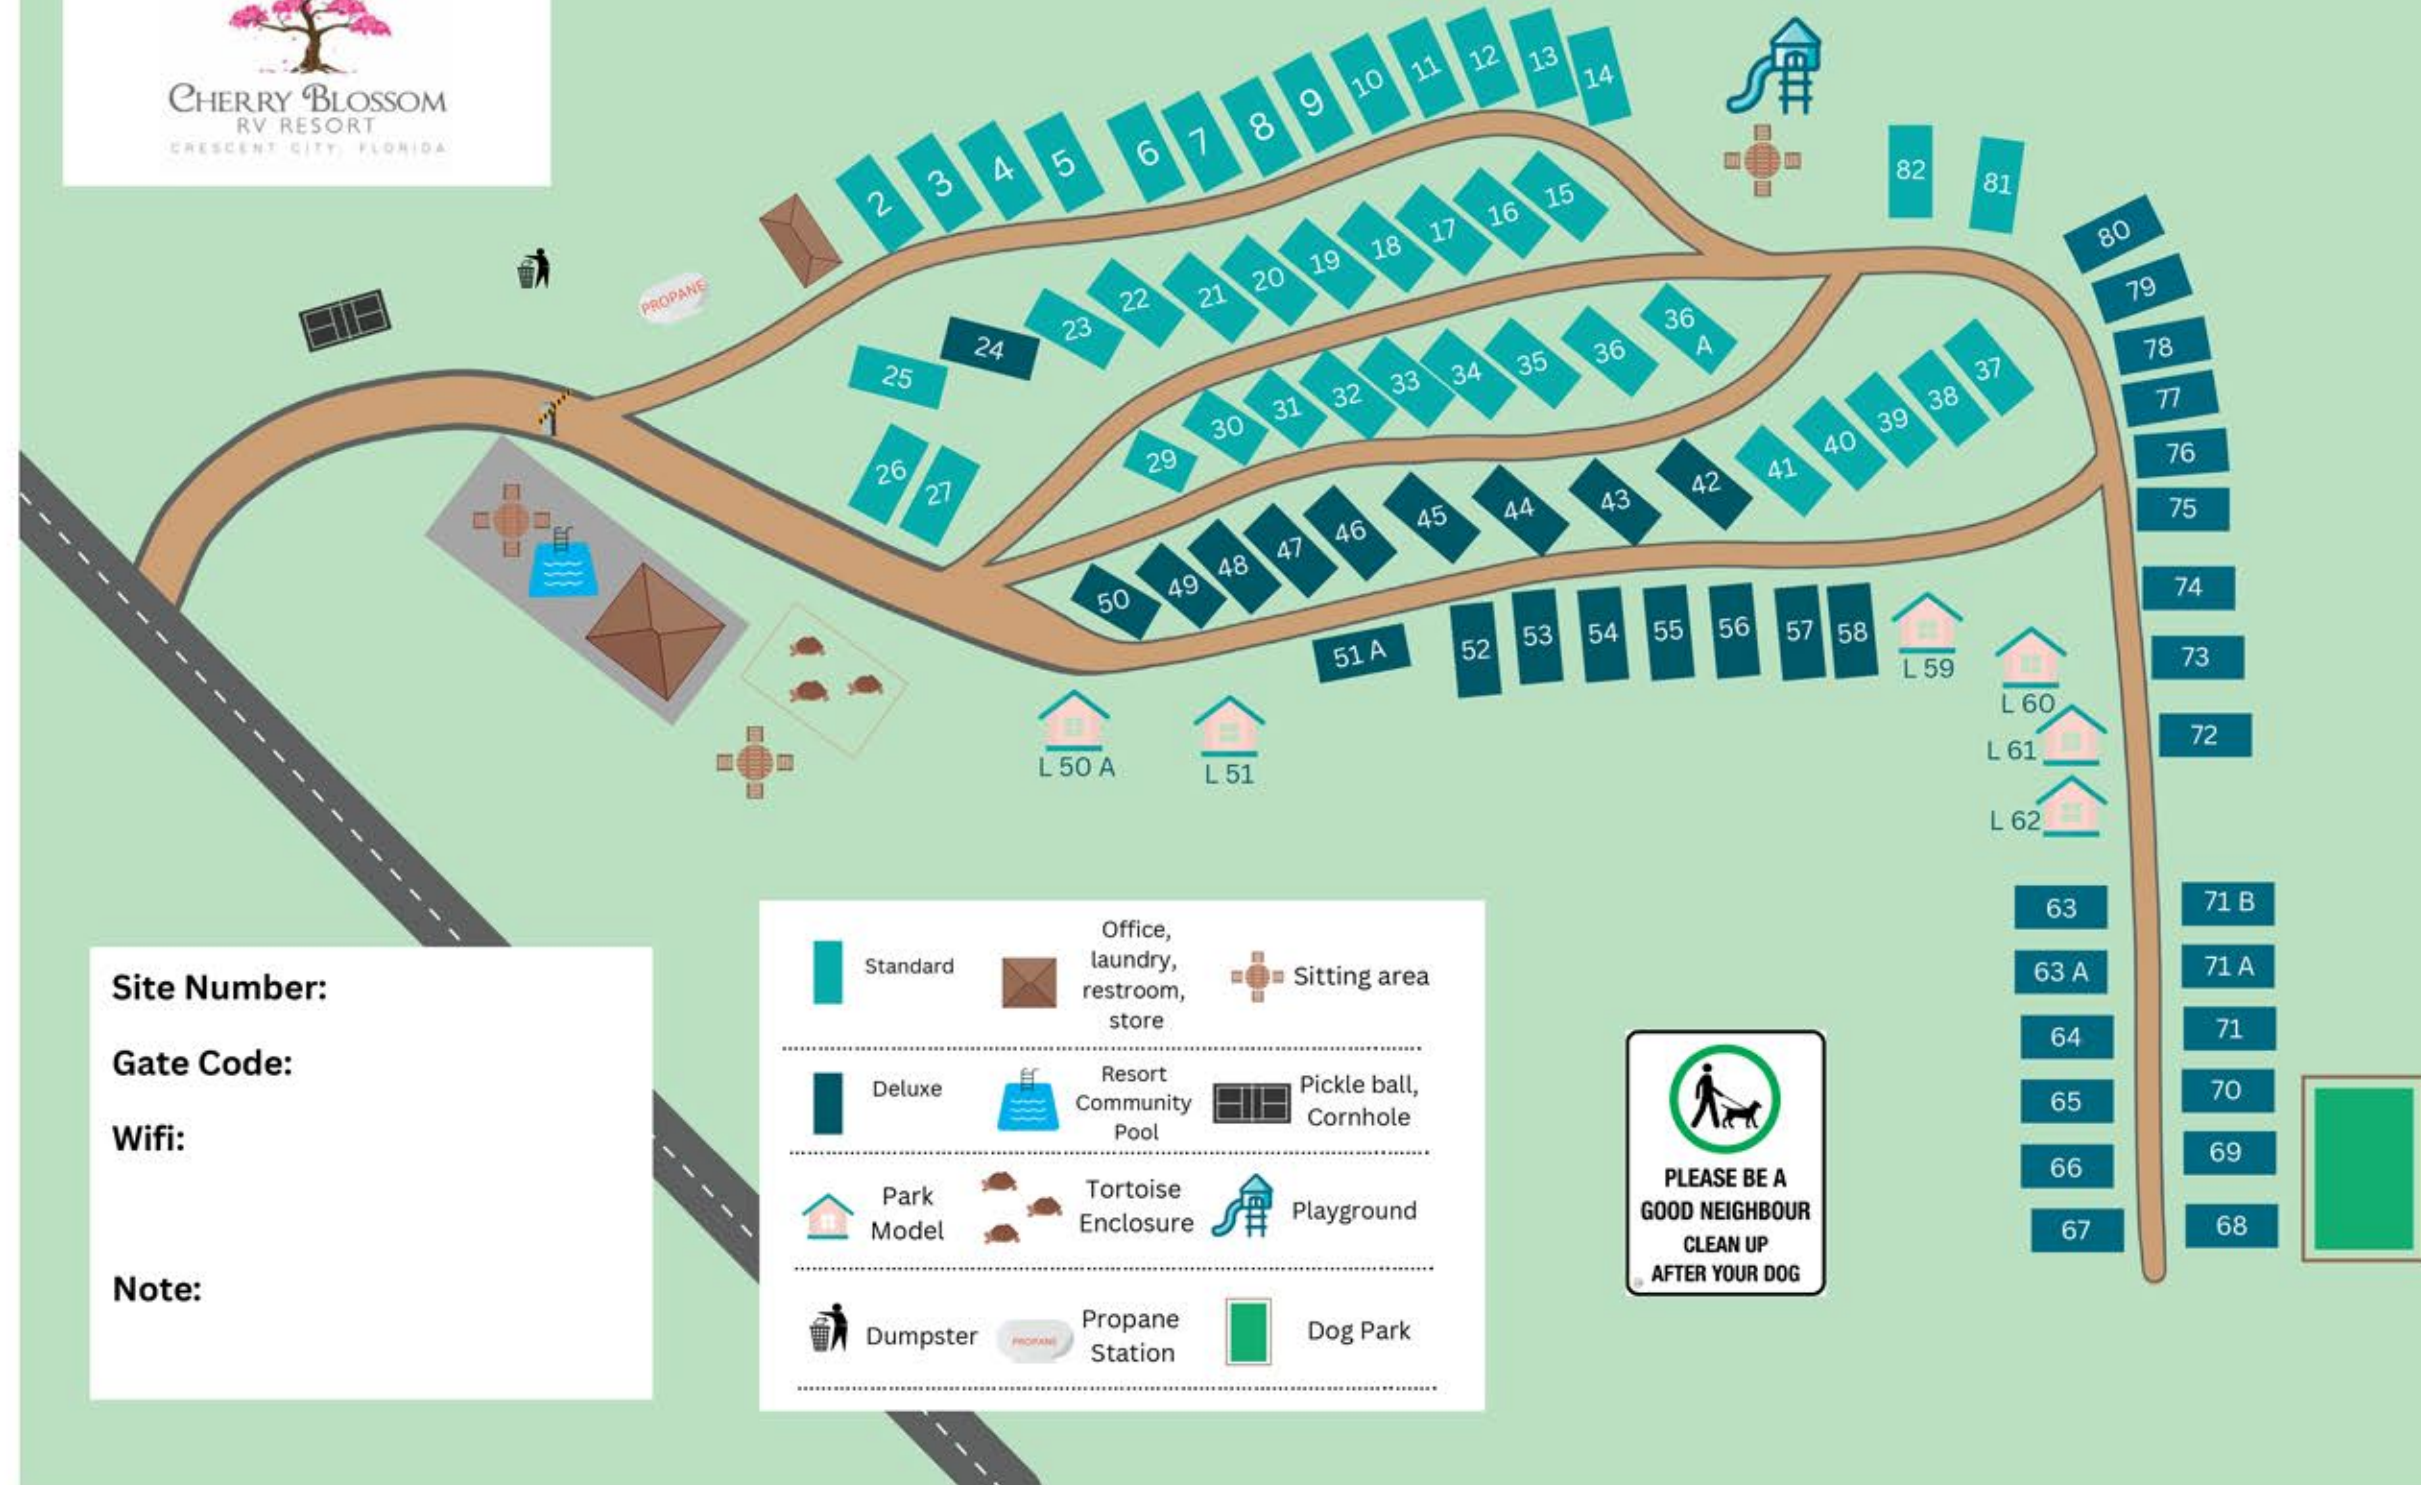 CHERRY BLOSSOM
RV RESORT
CRESCENT CITY, FLORIDA
PROPANE
2
3
4
5
6
7
8
9
10
11
12
13
14
82
81
80
79
78
77
76
75
74
73
72
15
16
17
18
19
20
21
22
23
24
25
26
27
29
30
31
32
33
34
35
36
36
A
37
38
39
40
41
42
43
44
45
46
47
48
49
50
51 A
52
53
54
55
56
57
58
L 59
L 60
L 61
L 62
L 50 A
L 51
63
63 A
64
65
66
67
71 B
71 A
71
70
69
68
Site Number:
Gate Code:
Wifi:
Note:
Standard
Office,
laundry,
restroom,
store
Sitting area
Deluxe
Resort
Community
Pool
Pickle ball,
Cornhole
Park
Model
Tortoise
Enclosure
Playground
Dumpster
PROPANE
Propane
Station
Dog Park
PLEASE BE A
GOOD NEIGHBOUR
CLEAN UP
AFTER YOUR DOG